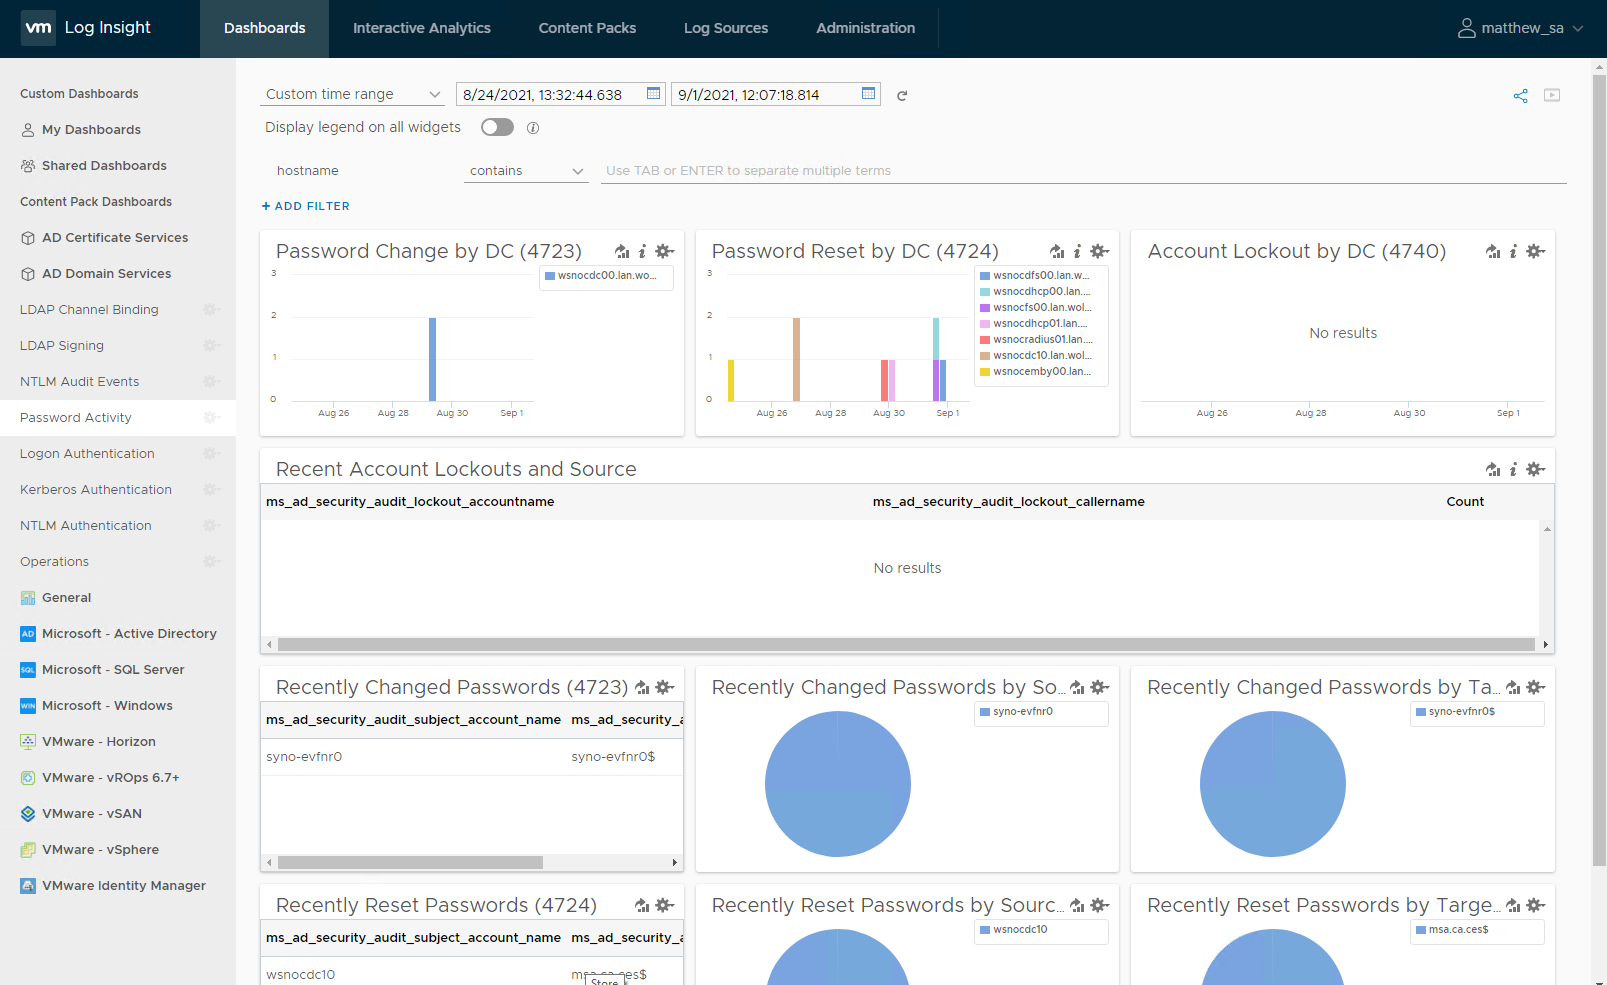 vm Log Insight
Dashboards
Interactive Analytics
Content Packs
Log Sources
Administration
matthew_sa
Custom Dashboards
My Dashboards
Shared Dashboards
Content Pack Dashboards
AD Certificate Services
AD Domain Services
LDAP Channel Binding
LDAP Signing
NTLM Audit Events
Password Activity
Logon Authentication
Kerberos Authentication
NTLM Authentication
Operations
General
AD Microsoft - Active Directory
SQL Microsoft - SQL Server
WIN Microsoft - Windows
VMware - Horizon
VMware - vROps 6.7+
VMware - vSAN
VMware - vSphere
VMware Identity Manager
Custom time range
8/24/2021, 13:32:44.638
9/1/2021, 12:07:18.814
Display legend on all widgets
hostname
contains
Use TAB or ENTER to separate multiple terms
+ ADD FILTER
Password Change by DC (4723)
3
2
1
0
Aug 26 Aug 28 Aug 30 Sep 1
wsnocdc00.lan.wo...
Password Reset by DC (4724)
3
2
1
0
Aug 26 Aug 28 Aug 30 Sep 1
wsnocdfs00.lan.w...
wsnocdhcp00.lan....
wsnocfs00.lan.wol...
wsnocdhcp01.lan....
wsnocradius01.lan....
wsnocdc10.lan.wol...
wsnocemby00.lan...
Account Lockout by DC (4740)
No results
Aug 26 Aug 28 Aug 30 Sep 1
Recent Account Lockouts and Source
ms_ad_security_audit_lockout_accountname ms_ad_security_audit_lockout_callername Count
No results
Recently Changed Passwords (4723)
ms_ad_security_audit_subject_account_name ms_ad_security_a
syno-evfnr0 syno-evfnr0$
Recently Changed Passwords by So...
syno-evfnr0
Recently Changed Passwords by Ta...
syno-evfnr0$
Recently Reset Passwords (4724)
ms_ad_security_audit_subject_account_name ms_ad_security_a
wsnocdc10
Store
Recently Reset Passwords by Sourc...
wsnocdc10
Recently Reset Passwords by Targe...
msa.ca.ces$